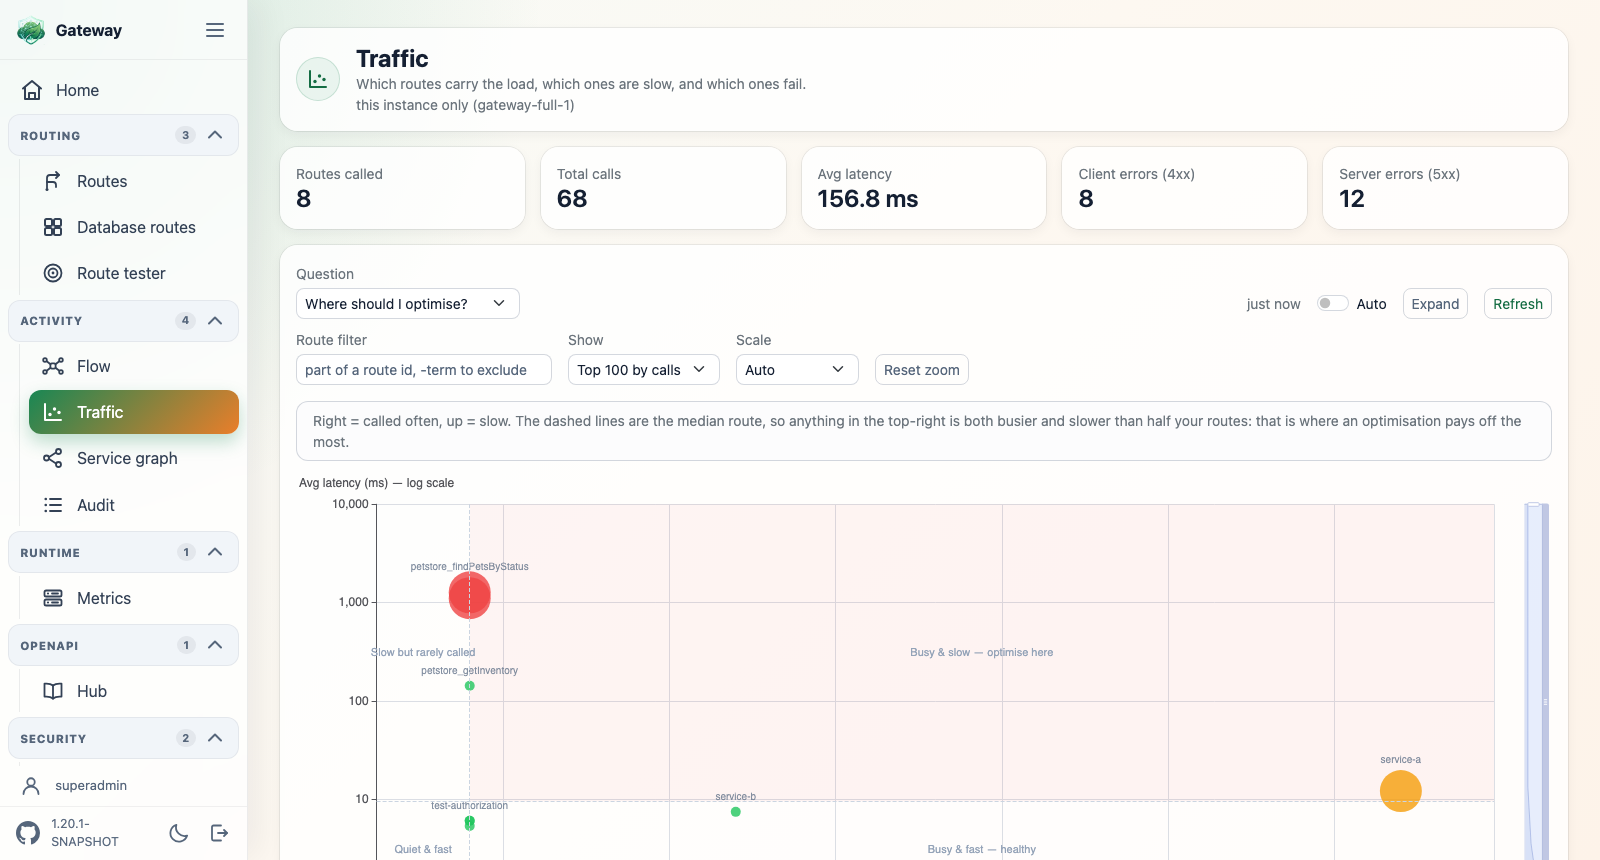 Gateway
Home
ROUTING 3
Routes
Database routes
Route tester
ACTIVITY 4
Flow
Traffic
Service graph
Audit
RUNTIME 1
Metrics
OPENAPI 1
Hub
SECURITY 2
superadmin
1.20.1-
SNAPSHOT
Traffic
Which routes carry the load, which ones are slow, and which ones fail.
this instance only (gateway-full-1)
Routes called
8
Total calls
68
Avg latency
156.8 ms
Client errors (4xx)
8
Server errors (5xx)
12
Question
Where should I optimise?
just now Auto Expand Refresh
Route filter Show Scale
part of a route id, -term to exclude Top 100 by calls Auto Reset zoom
Right = called often, up = slow. The dashed lines are the median route, so anything in the top-right is both busier and slower than half your routes: that is where an optimisation pays off the
most.
Avg latency (ms) — log scale
10,000
petstore_findPetsByStatus
1,000
Slow but rarely called
Busy & slow — optimise here
petstore_getInventory
100
service-a
service-b
10
test-authorization
Quiet & fast
Busy & fast — healthy